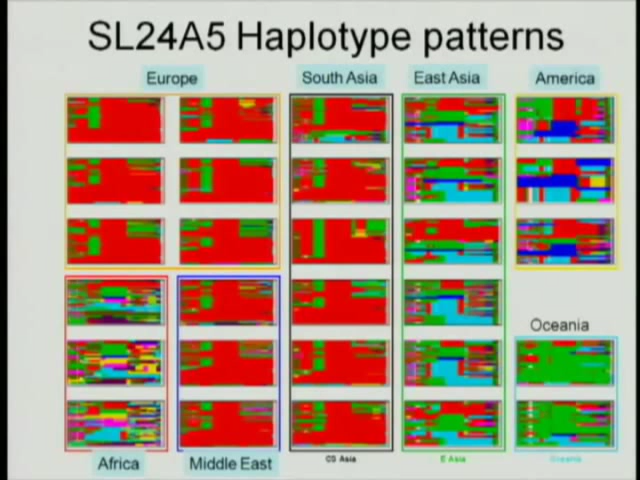 SL24A5 Haplotype patterns
Europe
South Asia
East Asia
America
Oceania
Africa
Middle East
CS Asia
E Asia
Oceania